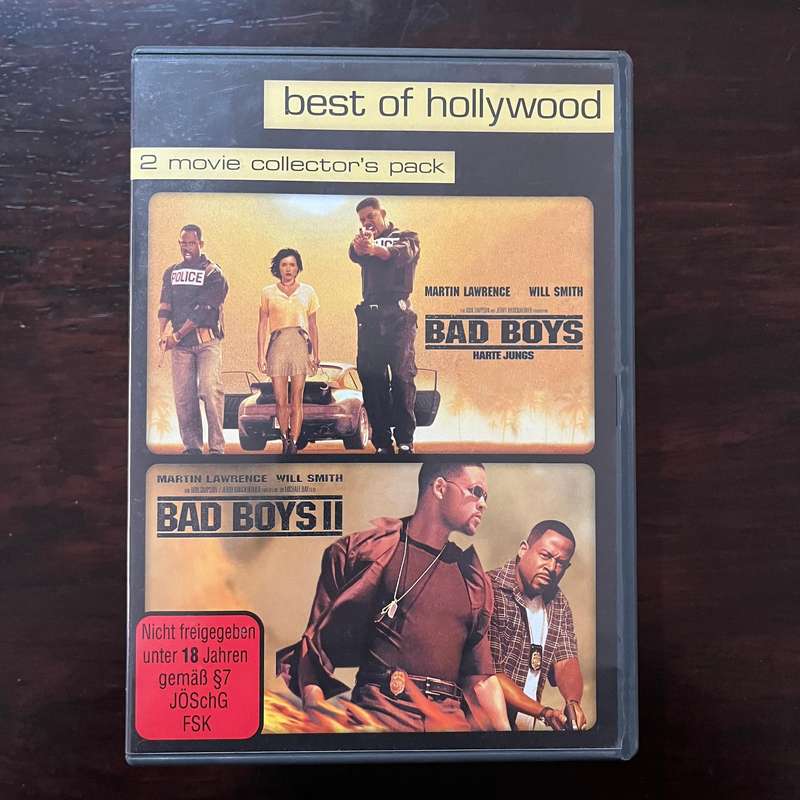 best of hollywood
2 movie collector's pack
POLICE
MARTIN LAWRENCE WILL SMITH
BAD BOYS
HARTE JUNGS
MARTIN LAWRENCE WILL SMITH
BAD BOYS II
Nicht freigegeben
unter 18 Jahren
gemäß §7
JÖSchG
FSK